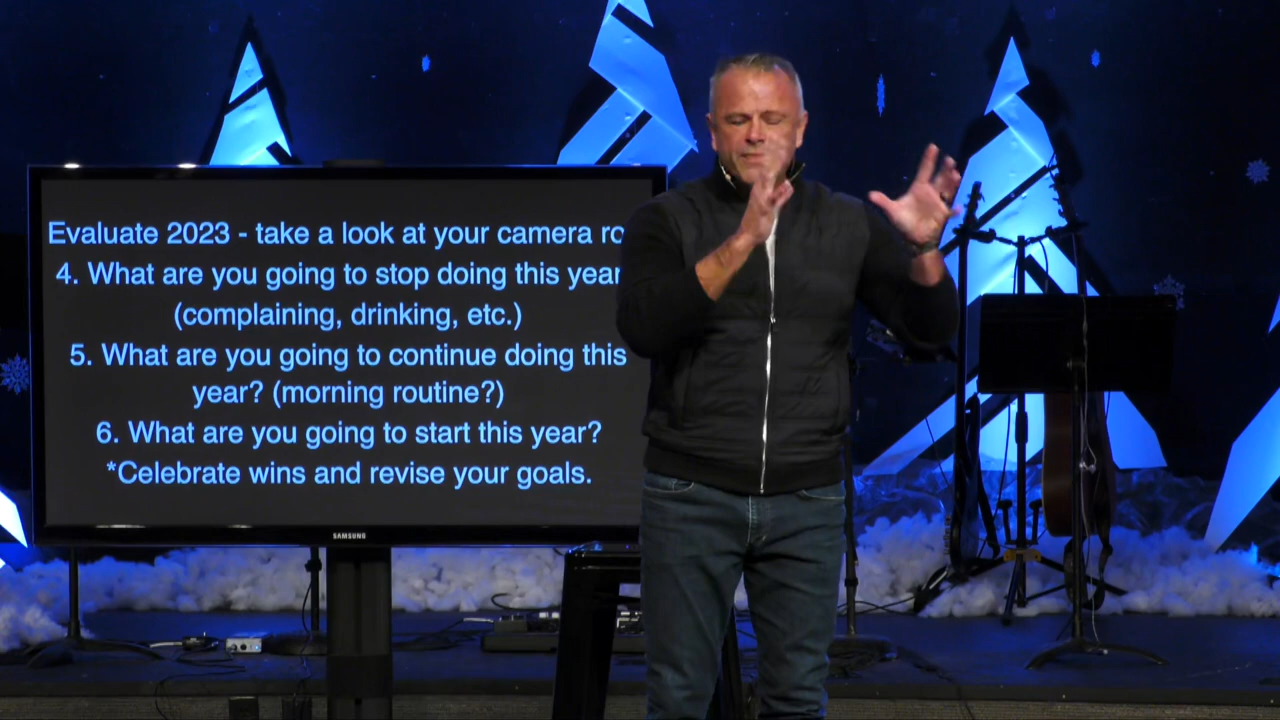 Evaluate 2023 - take a look at your camera ro
4. What are you going to stop doing this year
(complaining, drinking, etc.)
5. What are you going to continue doing this
year? (morning routine?)
6. What are you going to start this year?
*Celebrate wins and revise your goals.
SAMSUNG